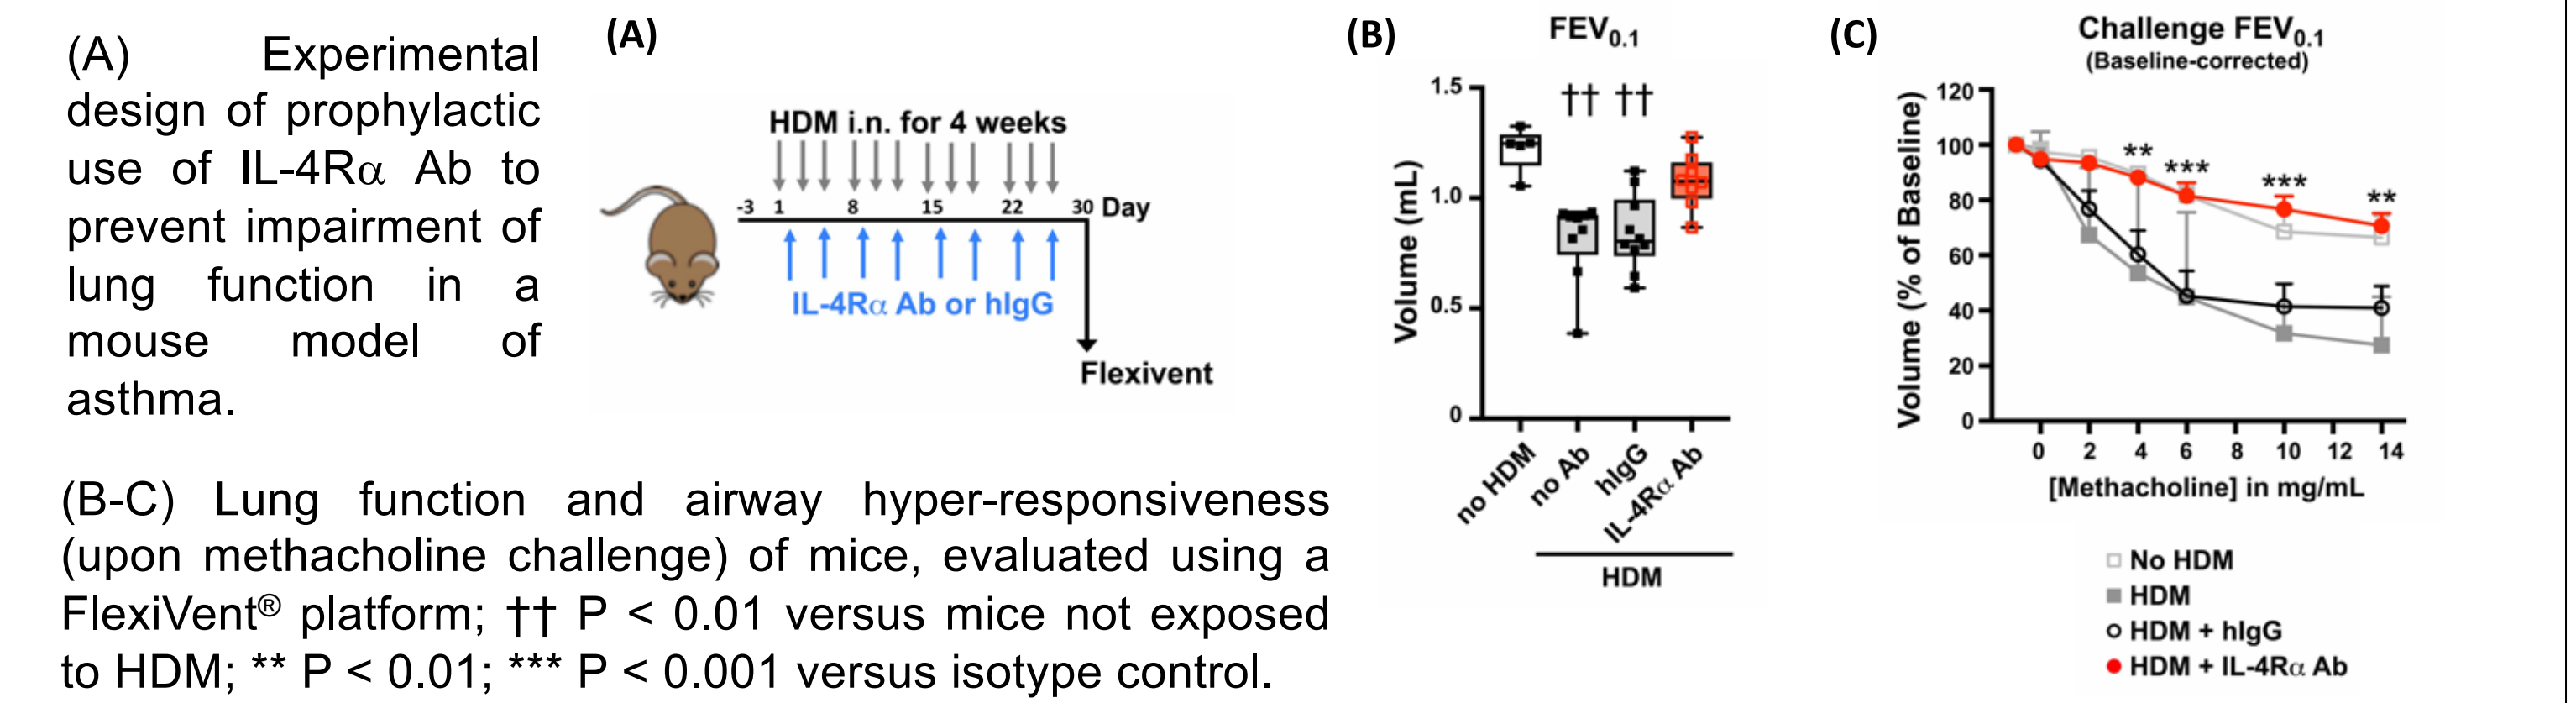 (A) Experimental
design of prophylactic
use of IL-4Rα Ab to
prevent impairment of
lung function in a
mouse model of
asthma.
(A)
HDM i.n. for 4 weeks
-3 1 8 15 22 30 Day
IL-4Rα Ab or hIgG
Flexivent
(B-C) Lung function and airway hyper-responsiveness
(upon methacholine challenge) of mice, evaluated using a
FlexiVent® platform; †† P < 0.01 versus mice not exposed
to HDM; ** P < 0.01; *** P < 0.001 versus isotype control.
(B)
FEV0.1
Volume (mL)
1.5
1.0
0.5
0
†† ††
no HDM
no Ab
hIgG
IL-4Rα Ab
HDM
(C)
Challenge FEV0.1
(Baseline-corrected)
Volume (% of Baseline)
120
100
80
60
40
20
0
** *** *** **
0 2 4 6 8 10 12 14
[Methacholine] in mg/mL
No HDM
HDM
HDM + hIgG
HDM + IL-4Rα Ab